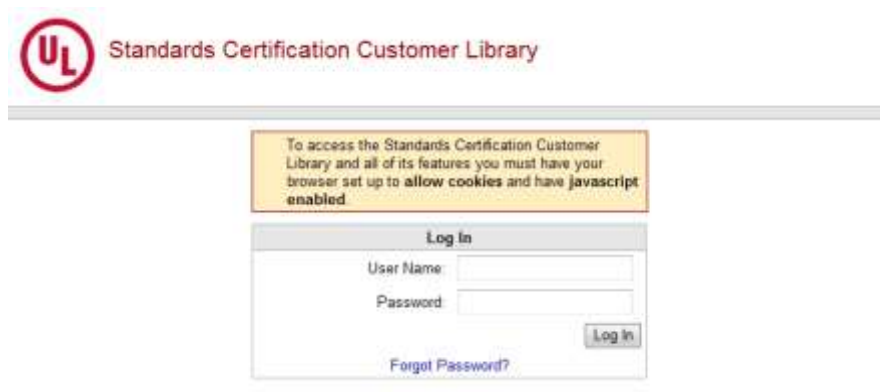 UL
Standards Certification Customer Library
To access the Standards Certification Customer
Library and all of its features you must have your
browser set up to allow cookies and have javascript
enabled.
Log In
User Name:
Password:
Log In
Forgot Password?